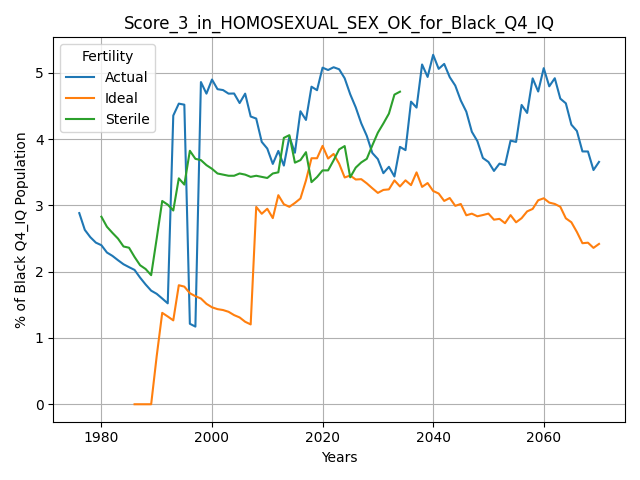 Score_3_in_HOMOSEXUAL_SEX_OK_for_Black_Q4_IQ
Fertility
Actual
Ideal
Sterile
% of Black Q4_IQ Population
5
4
3
2
1
0
1980 2000 2020 2040 2060
Years